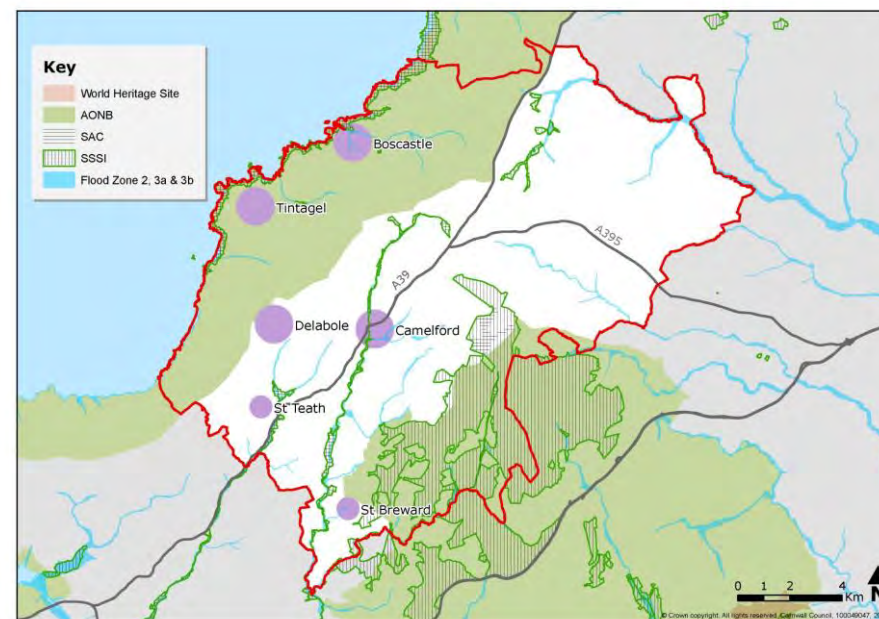 Key
World Heritage Site
AONB
SAC
SSSI
Flood Zone 2, 3a & 3b
Boscastle
Tintagel
A395
A39
Delabole
Camelford
St Teath
St Breward
0 1 2 4
Km
N
© Crown copyright. All rights reserved. Cornwall Council, 100049047, 20